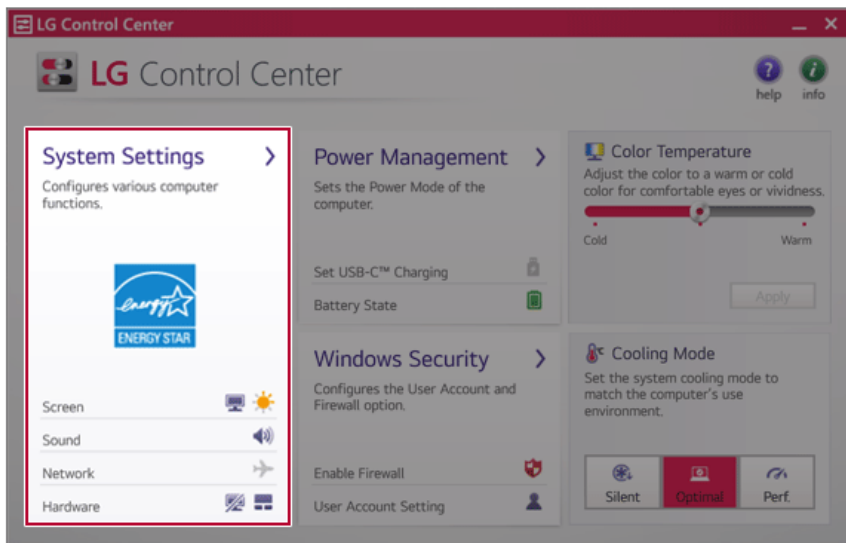 LG Control Center
LG Control Center
help
info
System Settings
Configures various computer
functions.
energy
ENERGY STAR
Screen
Sound
Network
Hardware
Power Management
Sets the Power Mode of the
computer.
Set USB-C™ Charging
Battery State
Windows Security
Configures the User Account and
Firewall option.
Enable Firewall
User Account Setting
Color Temperature
Adjust the color to a warm or cold
color for comfortable eyes or vividness.
Cold
Warm
Apply
Cooling Mode
Set the system cooling mode to
match the computer's use
environment.
Silent
Optimal
Perf.